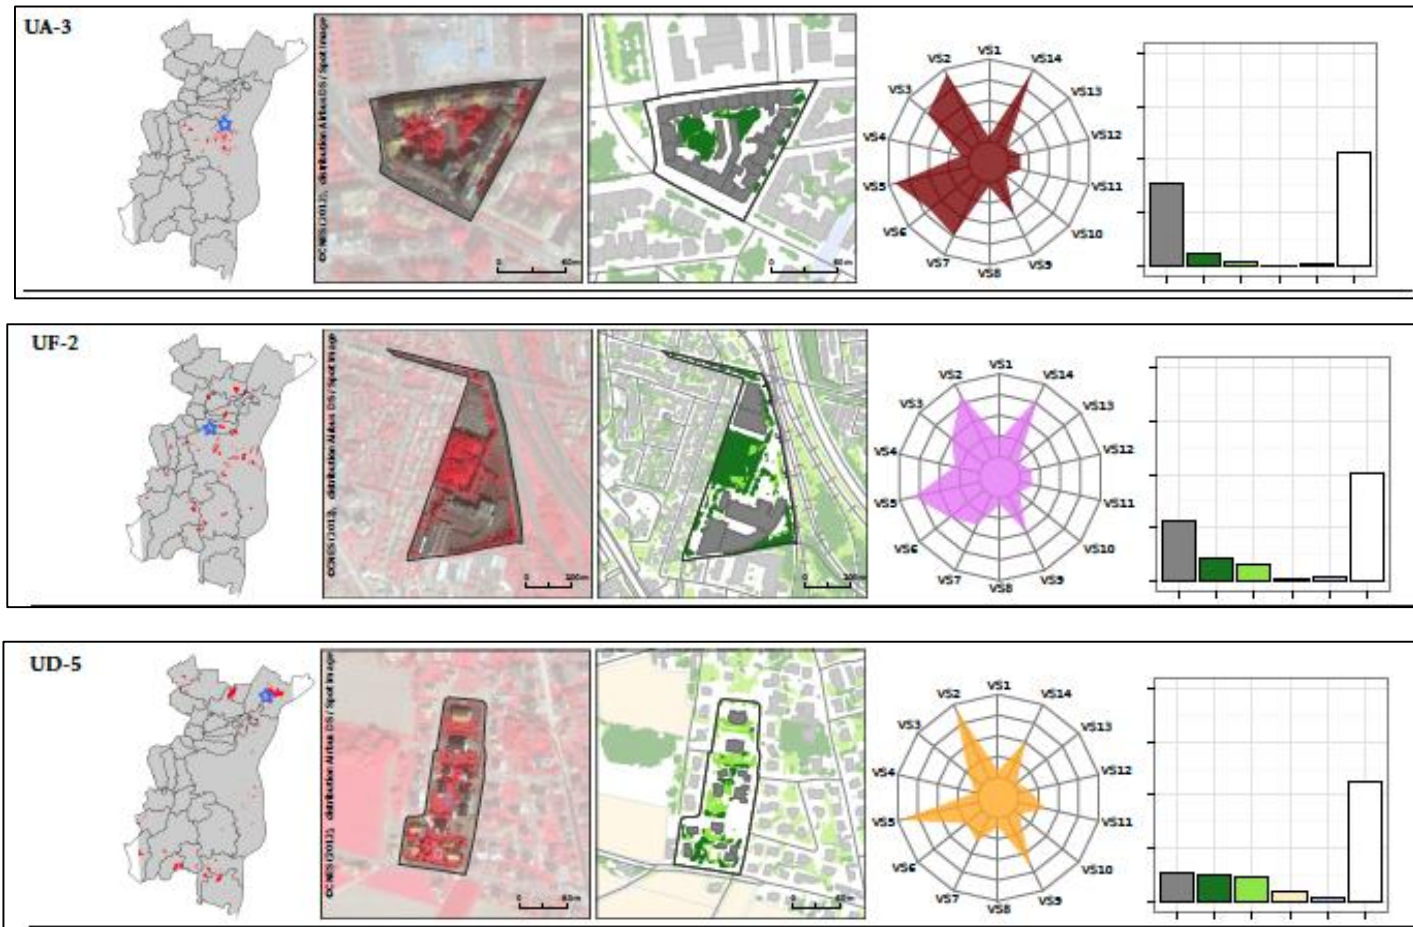 UA-3
©CNES (2012), distribution Airbus DS / Spot Image
0 60m
0 60m
VS1
VS2
VS3
VS4
VS5
VS6
VS7
VS8
VS9
VS10
VS11
VS12
VS13
VS14
UF-2
©CNES (2012), distribution Airbus DS / Spot Image
0 100m
0 100m
VS1
VS2
VS3
VS4
VS5
VS6
VS7
VS8
VS9
VS10
VS11
VS12
VS13
VS14
UD-5
©CNES (2012), distribution Airbus DS / Spot Image
0 60m
0 60m
VS1
VS2
VS3
VS4
VS5
VS6
VS7
VS8
VS9
VS10
VS11
VS12
VS13
VS14